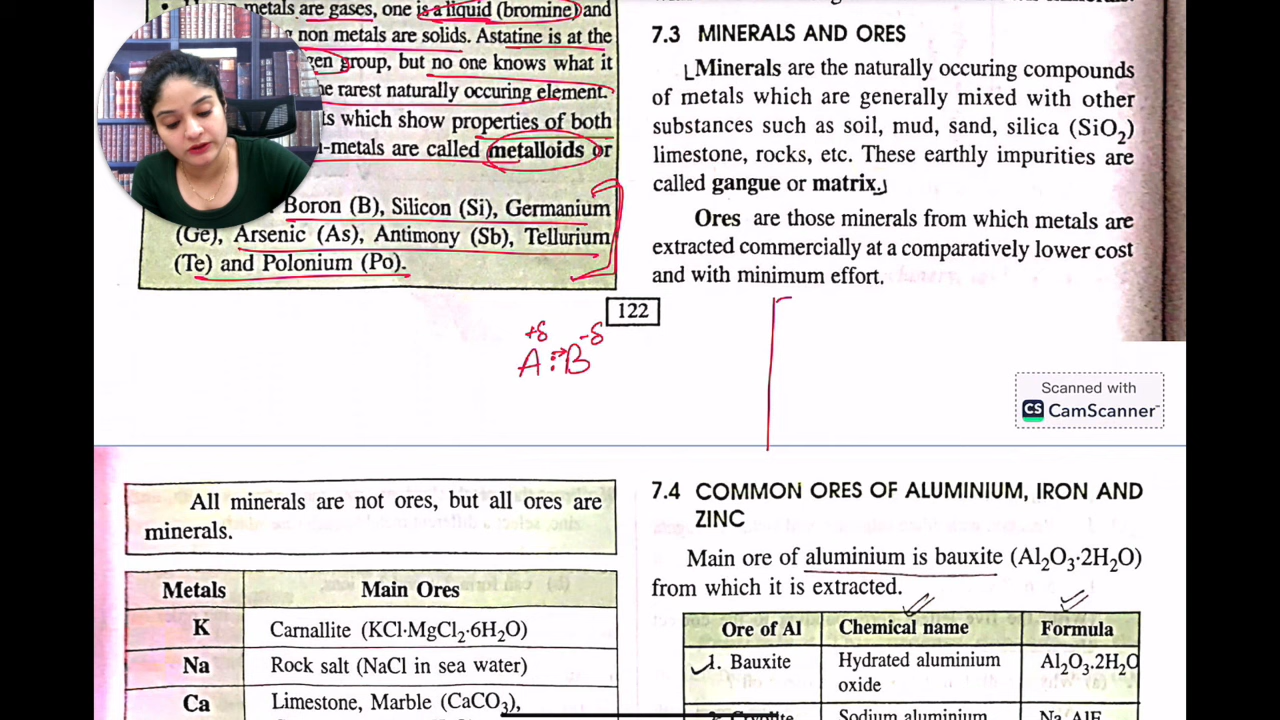 metals are gases, one is a liquid (bromine) and
non metals are solids. Astatine is at the
gen group, but no one knows what it
rarest naturally occuring element.
ts which show properties of both
-metals are called metalloids or
Boron (B), Silicon (Si), Germanium
(Ge), Arsenic (As), Antimony (Sb), Tellurium
(Te) and Polonium (Po).
122
+δ -δ
A : B
7.3 MINERALS AND ORES
Minerals are the naturally occuring compounds
of metals which are generally mixed with other
substances such as soil, mud, sand, silica (SiO₂)
limestone, rocks, etc. These earthly impurities are
called gangue or matrix.
Ores are those minerals from which metals are
extracted commercially at a comparatively lower cost
and with minimum effort.
Scanned with
CS CamScanner
All minerals are not ores, but all ores are
minerals.
Metals Main Ores
K Carnallite (KCl·MgCl₂·6H₂O)
Na Rock salt (NaCl in sea water)
Ca Limestone, Marble (CaCO₃),
7.4 COMMON ORES OF ALUMINIUM, IRON AND
ZINC
Main ore of aluminium is bauxite (Al₂O₃·2H₂O)
from which it is extracted.
Ore of Al Chemical name Formula
1. Bauxite Hydrated aluminium Al₂O₃.2H₂O
oxide
Sodium aluminium